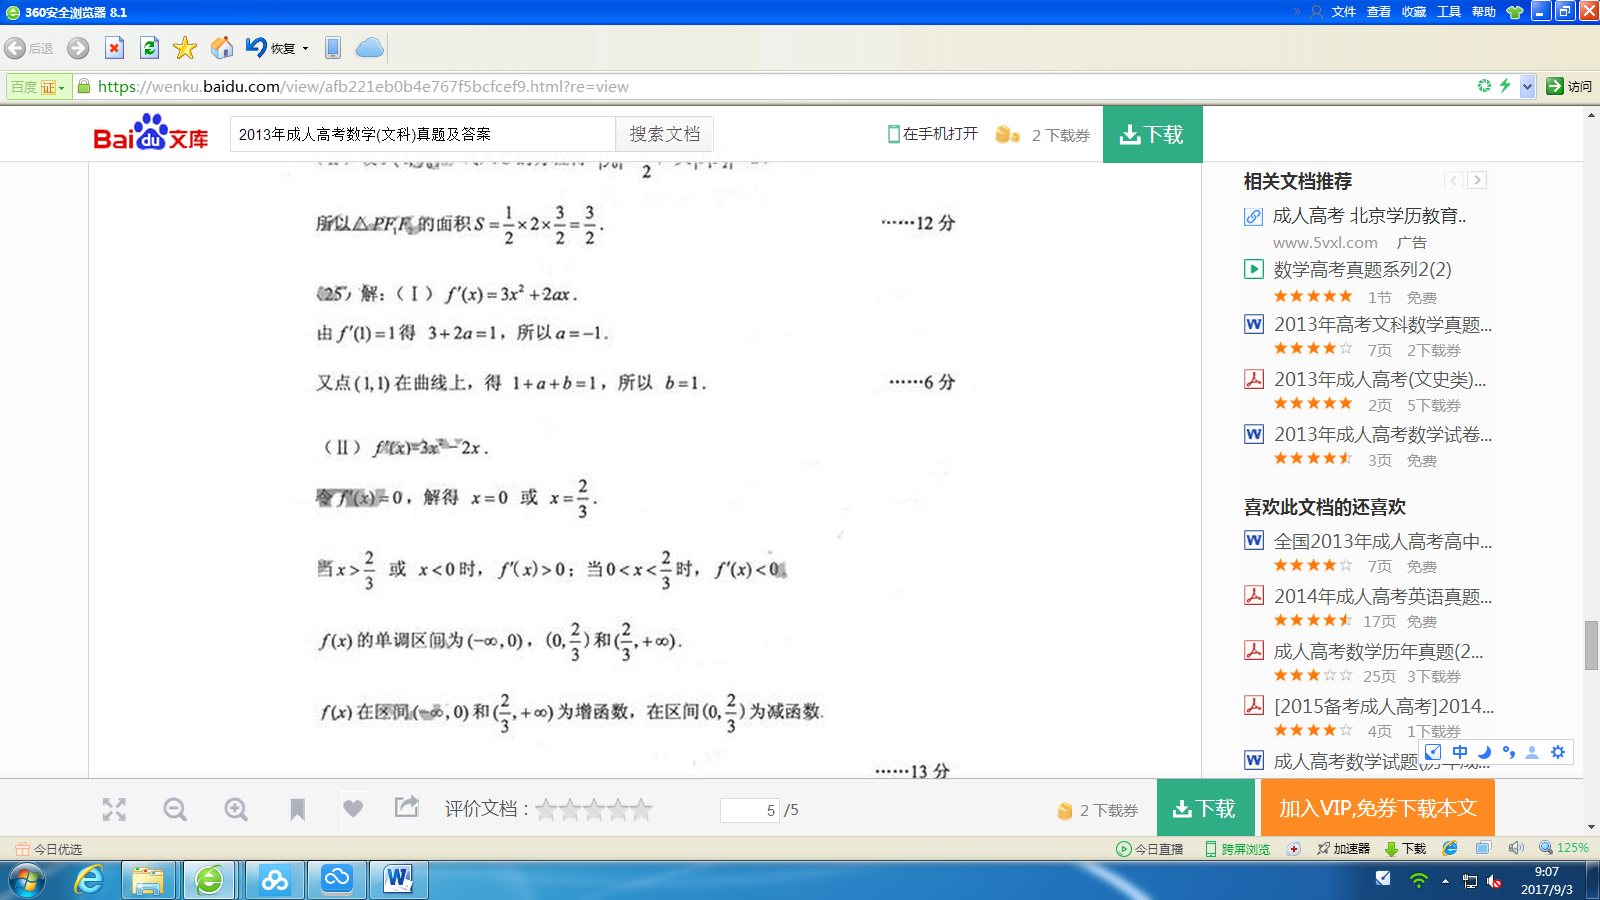 360安全浏览器 8.1
文件 查看 收藏 工具 帮助
后退
恢复
百度 证
https://wenku.baidu.com/view/afb221eb0b4e767f5bcfcef9.html?re=view
访问
Bai du 文库
2013年成人高考数学(文科)真题及答案
搜索文档
在手机打开
2 下载券
下载
所以△PF₁F₂的面积S=1/2×2×3/2=3/2.
……12 分
(25) 解:(Ⅰ) f′(x)=3x²+2ax.
由 f′(1)=1得 3+2a=1,所以a=-1.
又点(1,1)在曲线上,得 1+a+b=1,所以 b=1.
……6 分
(Ⅱ) f′(x)=3x²-2x.
令 f′(x)=0,解得 x=0 或 x=2/3.
当x>2/3 或 x<0时, f′(x)>0;当0<x<2/3时, f′(x)<0.
f(x)的单调区间为(-∞,0),(0,2/3)和(2/3,+∞).
f(x)在区间(-∞,0)和(2/3,+∞)为增函数,在区间(0,2/3)为减函数.
……13 分
相关文档推荐
成人高考 北京学历教育..
www.5vxl.com 广告
数学高考真题系列2(2)
1节 免费
2013年高考文科数学真题...
7页 2下载券
2013年成人高考(文史类)...
2页 5下载券
2013年成人高考数学试卷...
3页 免费
喜欢此文档的还喜欢
全国2013年成人高考高中...
7页 免费
2014年成人高考英语真题...
17页 免费
成人高考数学历年真题(2...
25页 3下载券
[2015备考成人高考]2014...
4页 1下载券
成人高考数学试题(历年成...
中
评价文档:
5 /5
2 下载券
下载
加入VIP,免券下载本文
今日优选
今日直播 跨屏浏览 加速器 下载 125%
9:07
2017/9/3